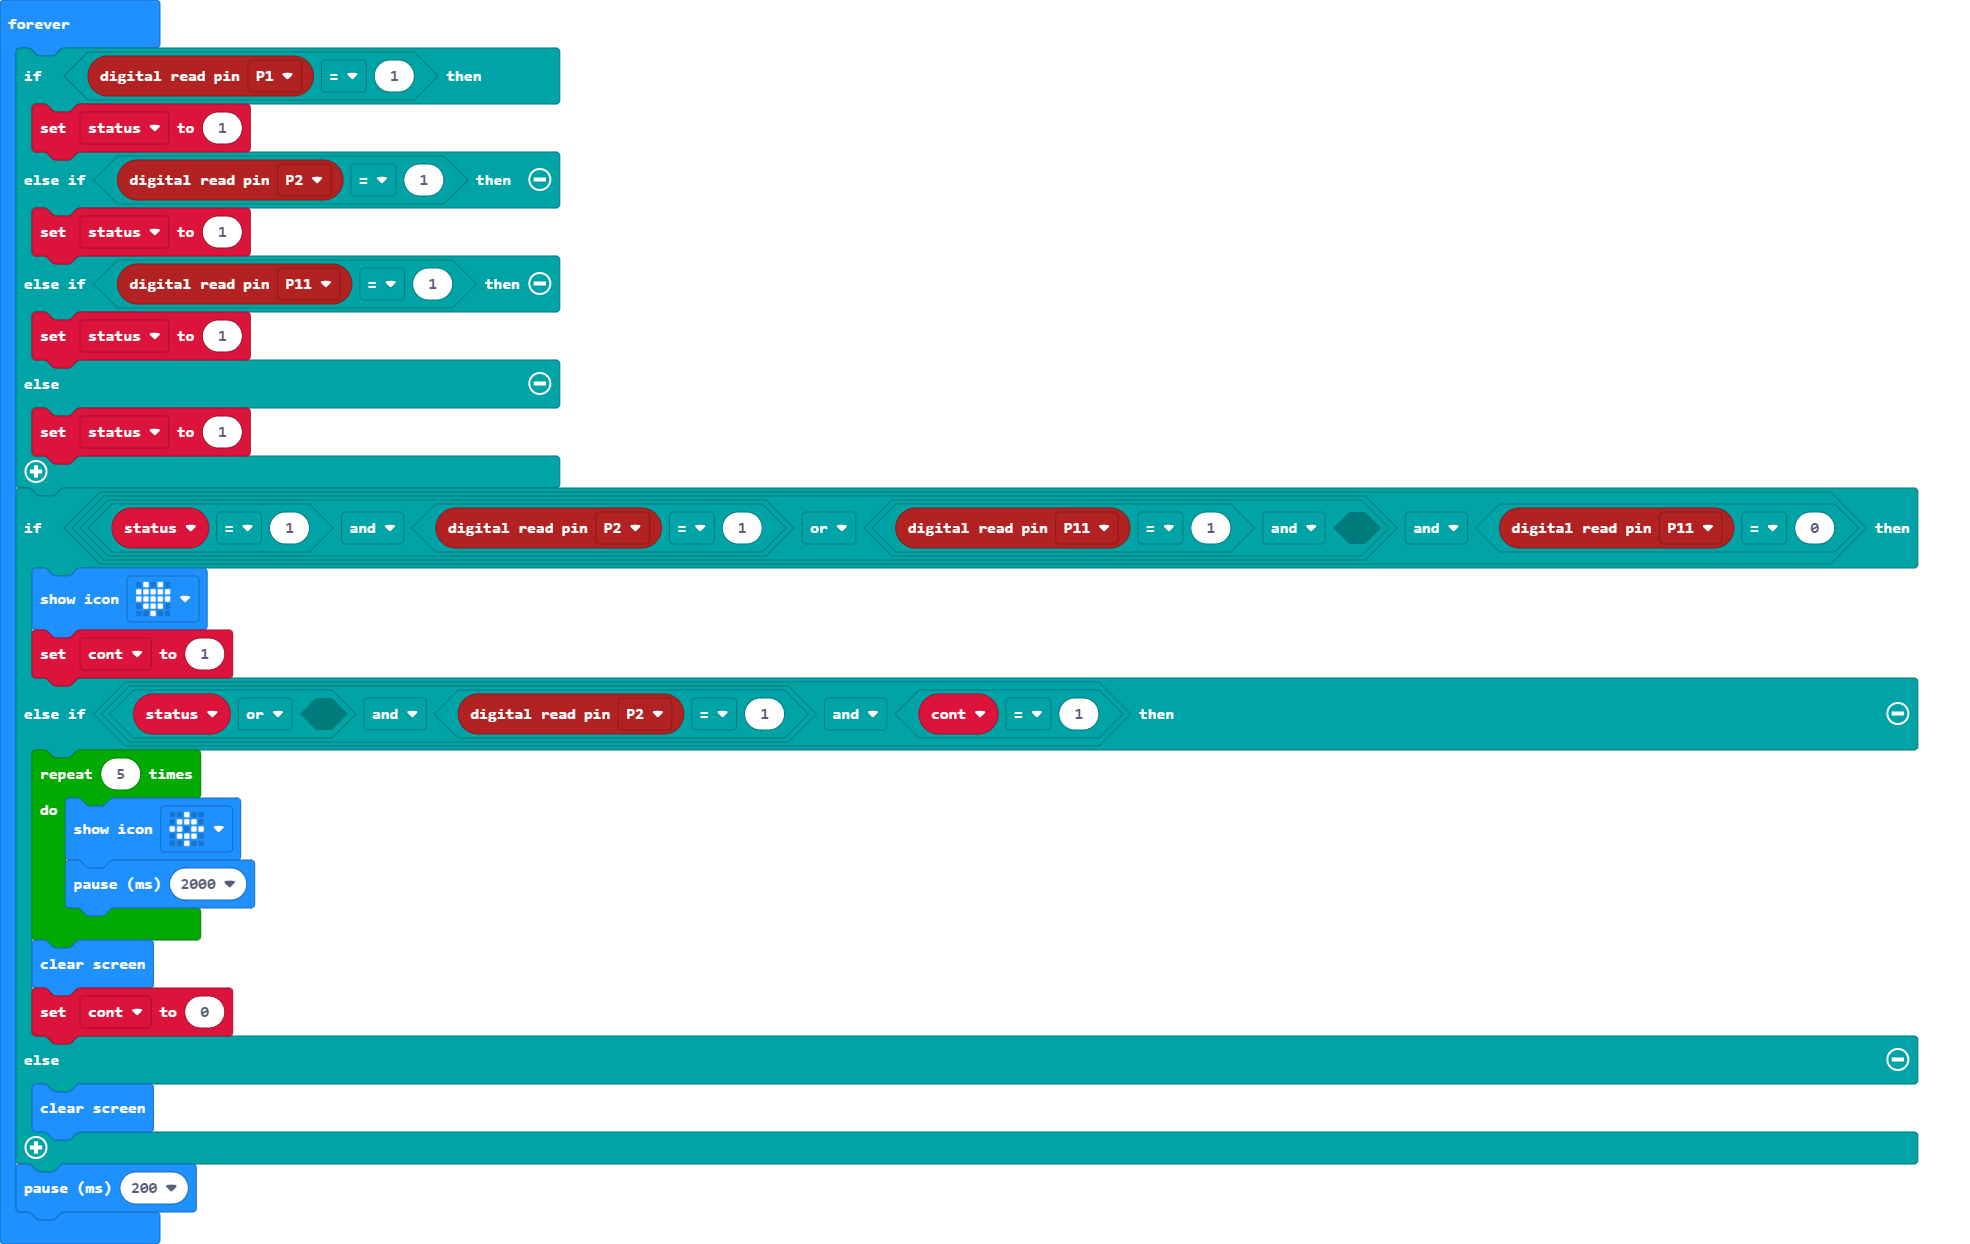 forever
if digital read pin P1 = 1 then
set status to 1
else if digital read pin P2 = 1 then
set status to 1
else if digital read pin P11 = 1 then
set status to 1
else
set status to 1
if status = 1 and digital read pin P2 = 1 or digital read pin P11 = 1 and and digital read pin P11 = 0 then
show icon
set cont to 1
else if status or and digital read pin P2 = 1 and cont = 1 then
repeat 5 times
do
show icon
pause (ms) 2000
clear screen
set cont to 0
else
clear screen
pause (ms) 200